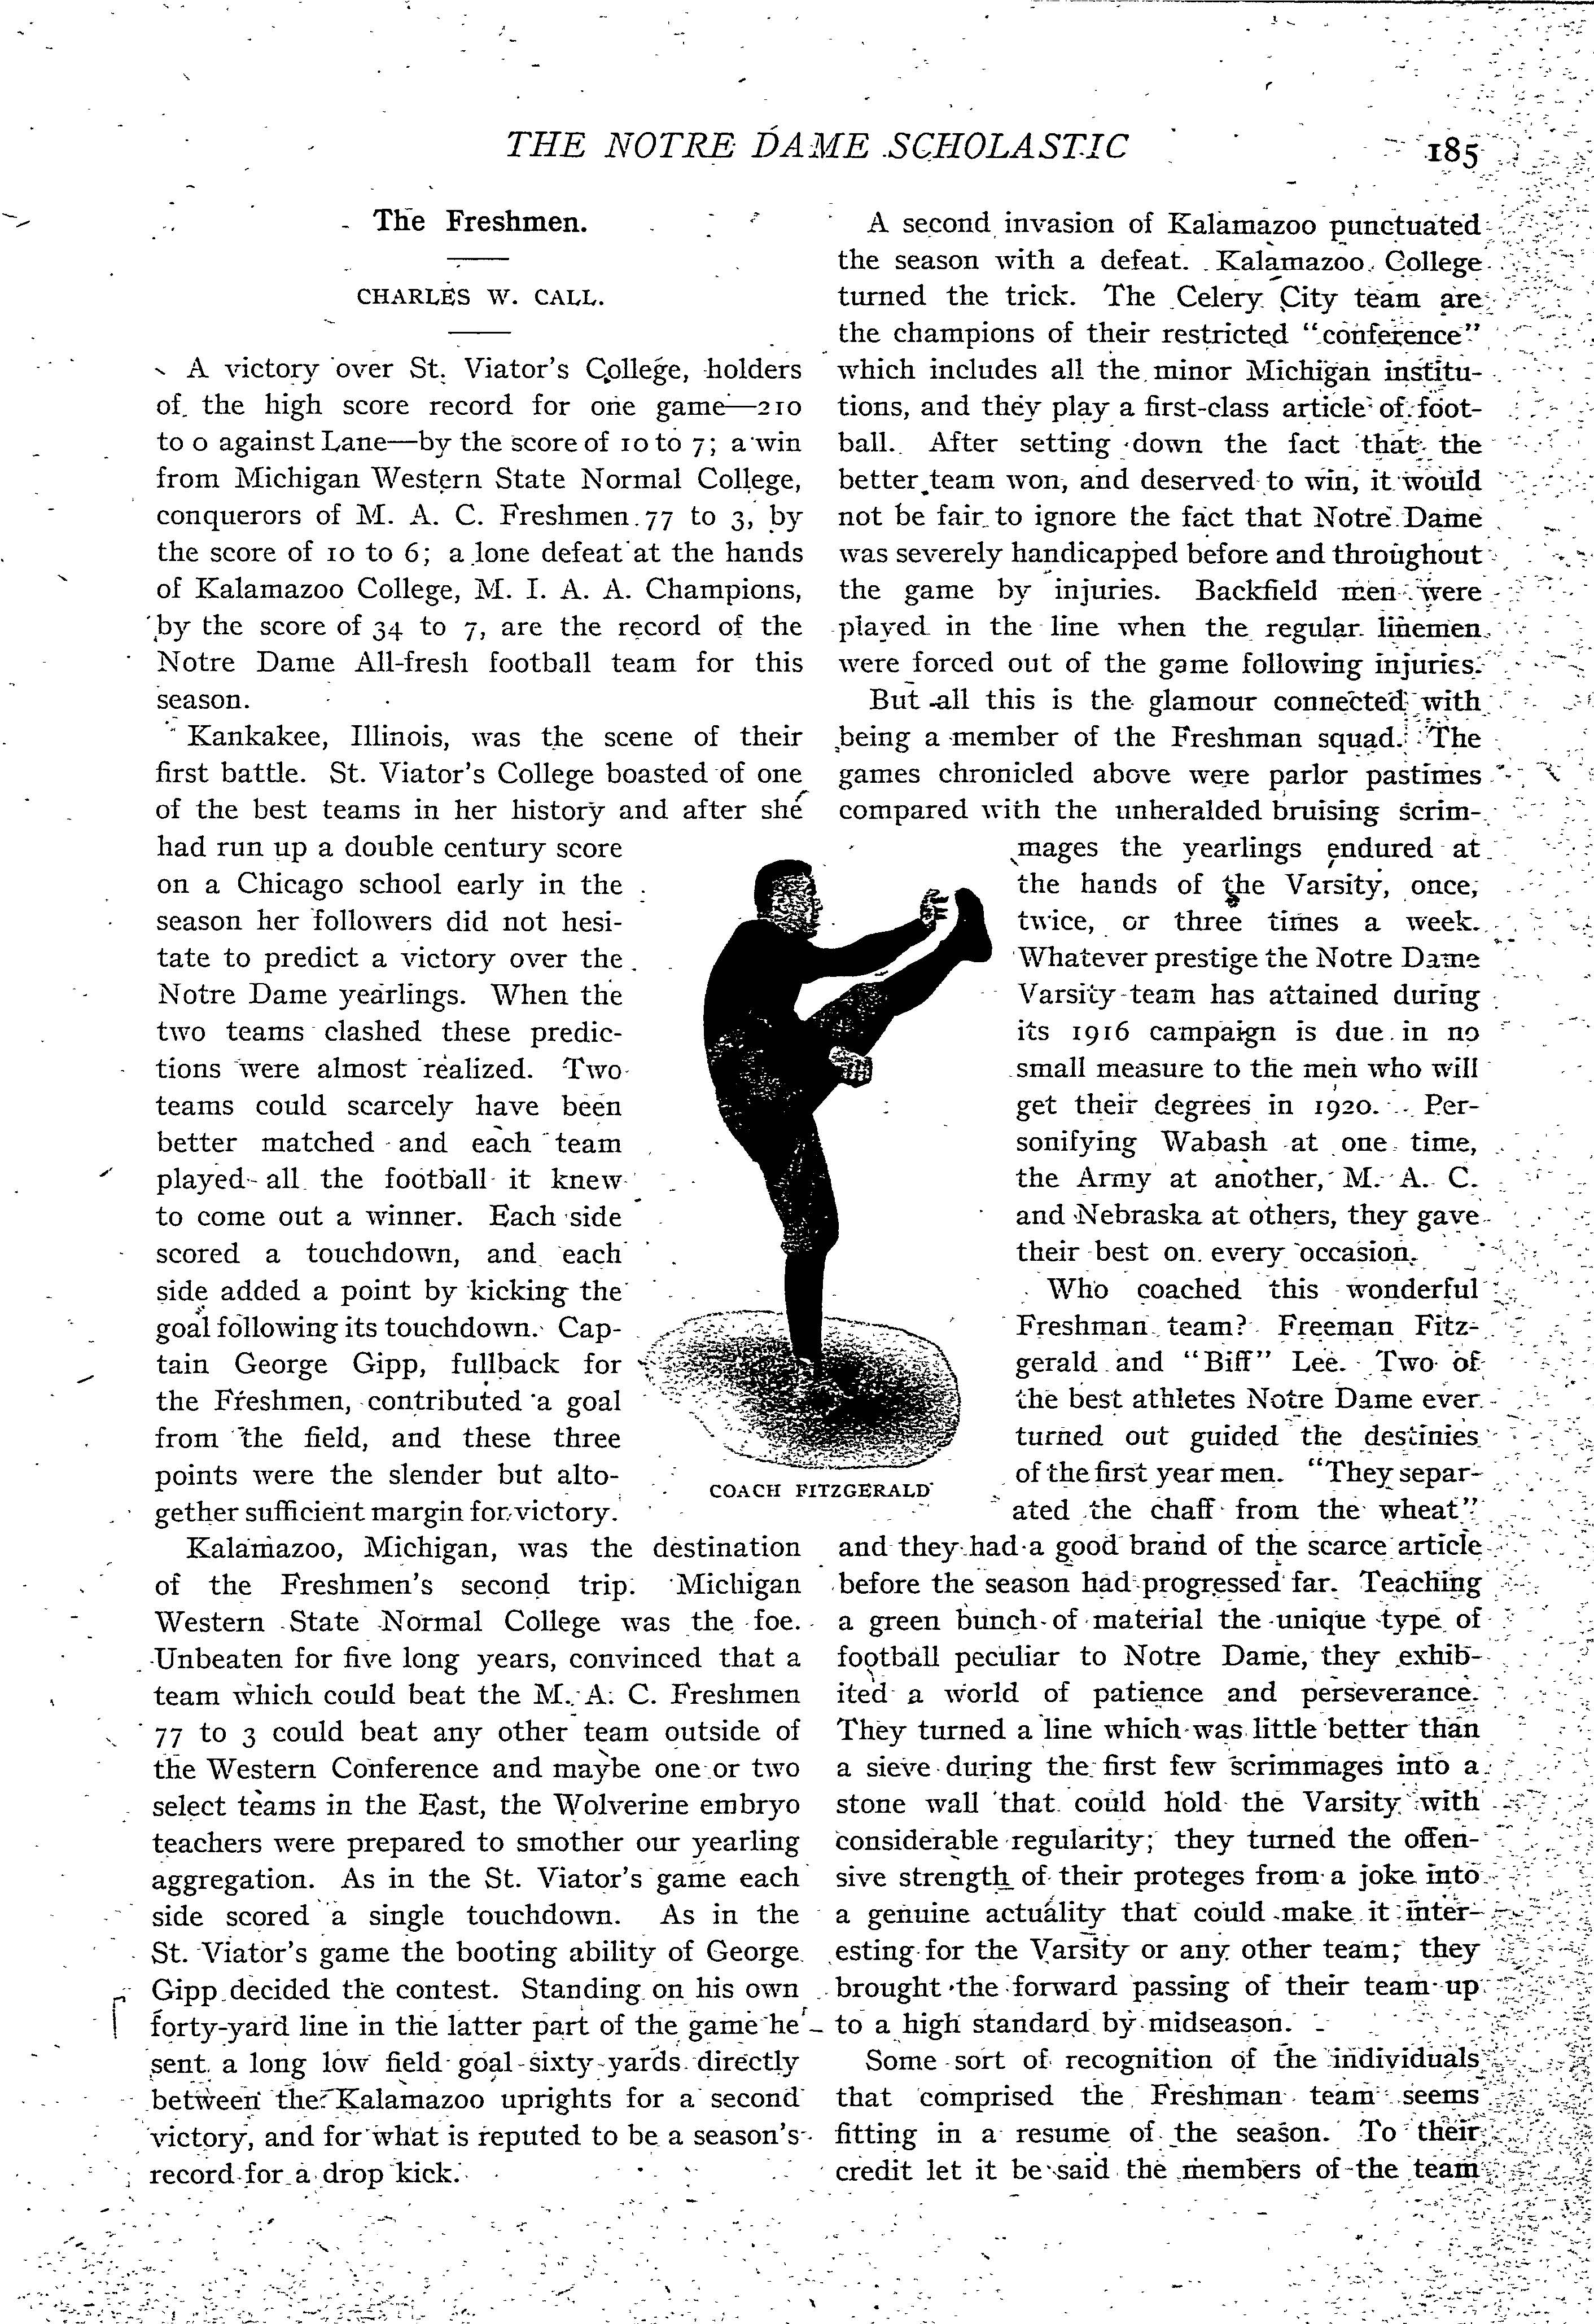 THE NOTRE DAME SCHOLASTIC
185
The Freshmen.
CHARLES W. CALL.
A victory over St. Viator's College, holders
of the high score record for one game—210
to 0 against Lane—by the score of 10 to 7; a win
from Michigan Western State Normal College,
conquerors of M. A. C. Freshmen 77 to 3, by
the score of 10 to 6; a lone defeat at the hands
of Kalamazoo College, M. I. A. A. Champions,
by the score of 34 to 7, are the record of the
Notre Dame All-fresh football team for this
season.
Kankakee, Illinois, was the scene of their
first battle. St. Viator's College boasted of one
of the best teams in her history and after she
had run up a double century score
on a Chicago school early in the
season her followers did not hesi-
tate to predict a victory over the
Notre Dame yearlings. When the
two teams clashed these predic-
tions were almost realized. Two
teams could scarcely have been
better matched and each team
played all the football it knew
to come out a winner. Each side
scored a touchdown, and each
side added a point by kicking the
goal following its touchdown. Cap-
tain George Gipp, fullback for
the Freshmen, contributed a goal
from the field, and these three
points were the slender but alto-
gether sufficient margin for victory.
Kalamazoo, Michigan, was the destination
of the Freshmen's second trip. Michigan
Western State Normal College was the foe.
Unbeaten for five long years, convinced that a
team which could beat the M. A. C. Freshmen
77 to 3 could beat any other team outside of
the Western Conference and maybe one or two
select teams in the East, the Wolverine embryo
teachers were prepared to smother our yearling
aggregation. As in the St. Viator's game each
side scored a single touchdown. As in the
St. Viator's game the booting ability of George
Gipp decided the contest. Standing on his own
forty-yard line in the latter part of the game he
sent a long low field goal sixty yards directly
between the Kalamazoo uprights for a second
victory, and for what is reputed to be a season's
record for a drop kick.
COACH FITZGERALD
A second invasion of Kalamazoo punctuated
the season with a defeat. Kalamazoo College
turned the trick. The Celery City team are
the champions of their restricted "conference"
which includes all the minor Michigan institu-
tions, and they play a first-class article of foot-
ball. After setting down the fact that the
better team won, and deserved to win, it would
not be fair to ignore the fact that Notre Dame
was severely handicapped before and throughout
the game by injuries. Backfield men were
played in the line when the regular linemen
were forced out of the game following injuries.
But all this is the glamour connected with
being a member of the Freshman squad. The
games chronicled above were parlor pastimes
compared with the unheralded bruising scrim-
mages the yearlings endured at
the hands of the Varsity, once,
twice, or three times a week.
Whatever prestige the Notre Dame
Varsity team has attained during
its 1916 campaign is due in no
small measure to the men who will
get their degrees in 1920. Per-
sonifying Wabash at one time,
the Army at another, M. A. C.
and Nebraska at others, they gave
their best on every occasion.
Who coached this wonderful
Freshman team? Freeman Fitz-
gerald and "Biff" Lee. Two of
the best athletes Notre Dame ever
turned out guided the destinies
of the first year men. "They separ-
ated the chaff from the wheat"
and they had a good brand of the scarce article
before the season had progressed far. Teaching
a green bunch of material the unique type of
football peculiar to Notre Dame, they exhib-
ited a world of patience and perseverance.
They turned a line which was little better than
a sieve during the first few scrimmages into a
stone wall that could hold the Varsity with
considerable regularity; they turned the offen-
sive strength of their proteges from a joke into
a genuine actuality that could make it inter-
esting for the Varsity or any other team; they
brought the forward passing of their team up
to a high standard by midseason.
Some sort of recognition of the individuals
that comprised the Freshman team seems
fitting in a resume of the season. To their
credit let it be said the members of the team